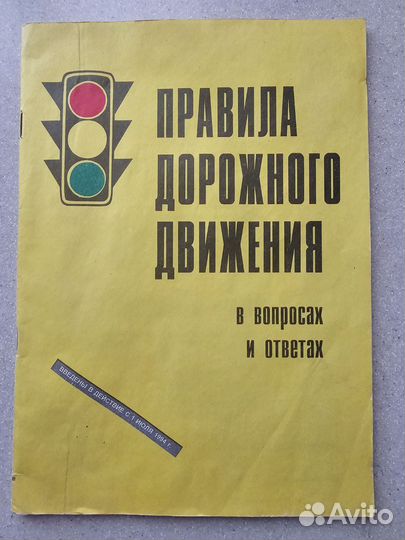 ПРАВИЛА
ДОРОЖНОГО
ДВИЖЕНИЯ
в вопросах
и ответах
ВВЕДЕНЫ В ДЕЙСТВИЕ С 1 ИЮЛЯ 1994 г.
Avito